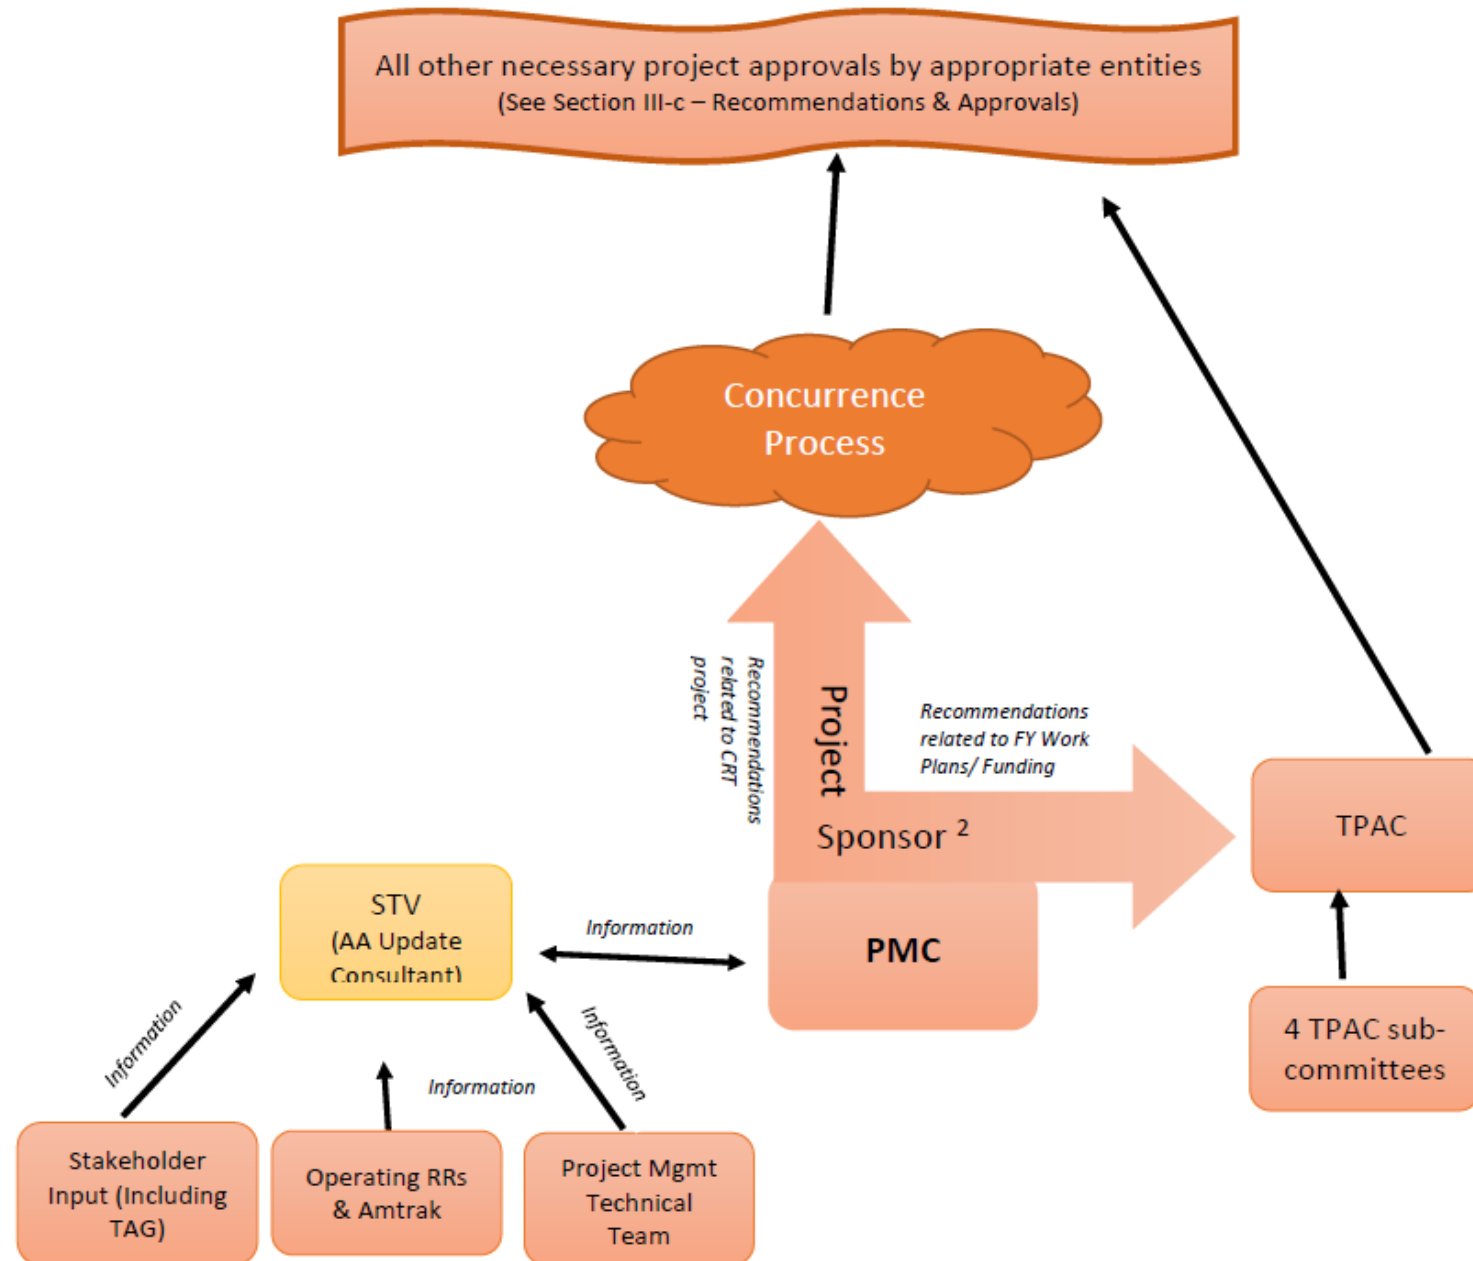 All other necessary project approvals by appropriate entities
(See Section III-c – Recommendations & Approvals)
Concurrence
Process
Recommendations
related to CRT
project
Project
Sponsor ²
Recommendations
related to FY Work
Plans/ Funding
TPAC
STV
(AA Update
Consultant)
Information
PMC
4 TPAC sub-
committees
Information
Information
Information
Stakeholder
Input (Including
TAG)
Operating RRs
& Amtrak
Project Mgmt
Technical
Team